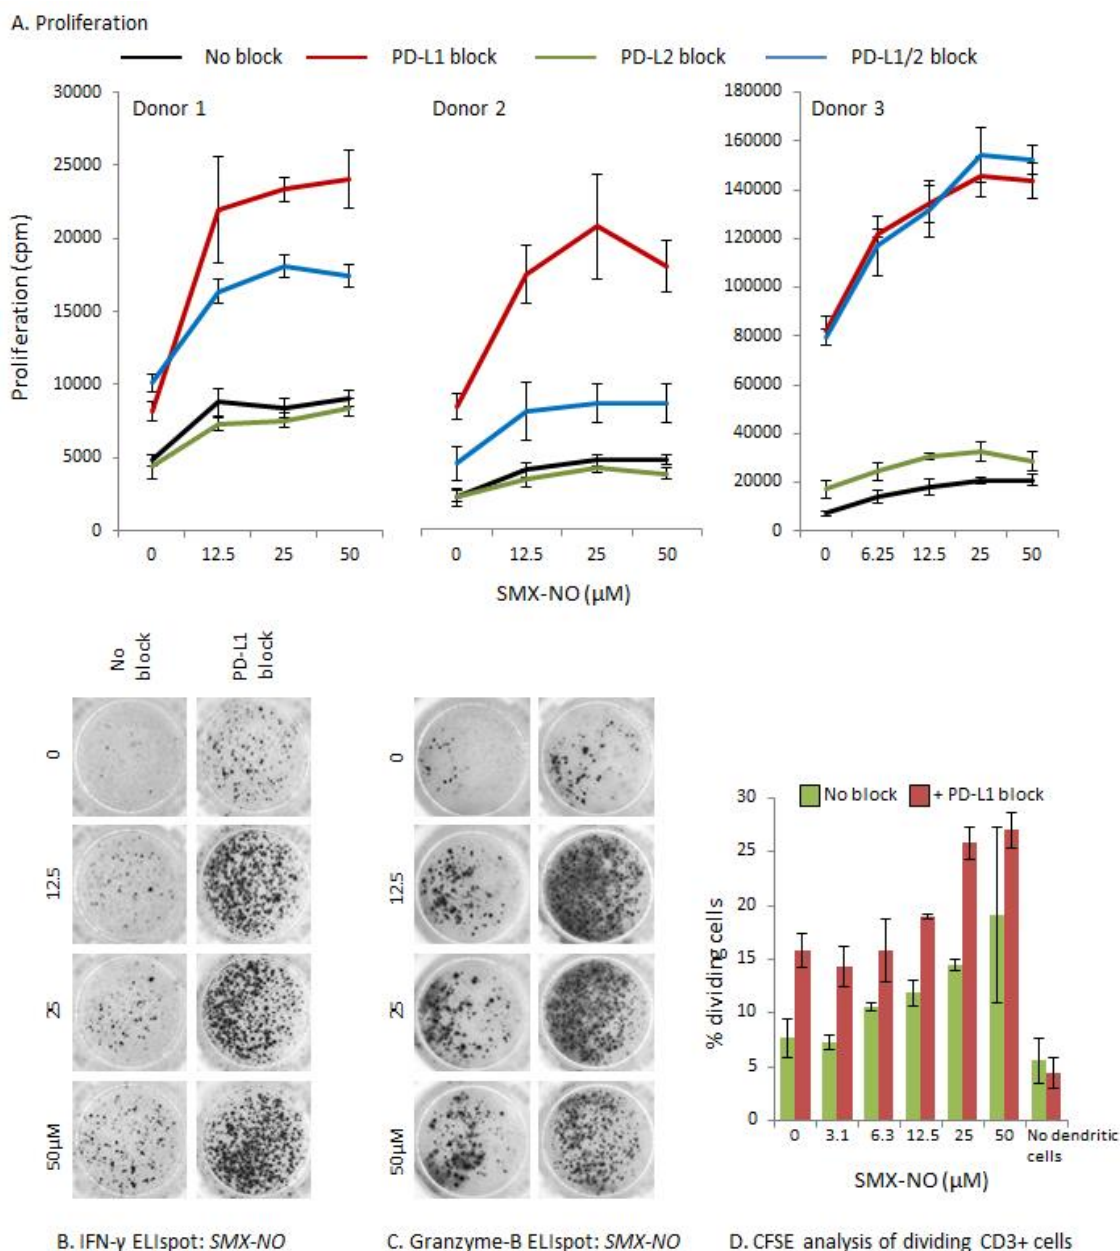 A. Proliferation
No block PD-L1 block PD-L2 block PD-L1/2 block
Donor 1 Donor 2 Donor 3
Proliferation (cpm)
30000
25000
20000
15000
10000
5000
0
180000
160000
140000
120000
100000
80000
60000
40000
20000
0
0 12.5 25 50
0 12.5 25 50
0 6.25 12.5 25 50
SMX-NO (µM)
No block
PD-L1 block
0
12.5
25
50µM
0
12.5
25
50µM
No block + PD-L1 block
% dividing cells
30
25
20
15
10
5
0
0 3.1 6.3 12.5 25 50 No dendritic
cells
SMX-NO (µM)
B. IFN-γ ELIspot: SMX-NO
C. Granzyme-B ELIspot: SMX-NO
D. CFSE analysis of dividing CD3+ cells